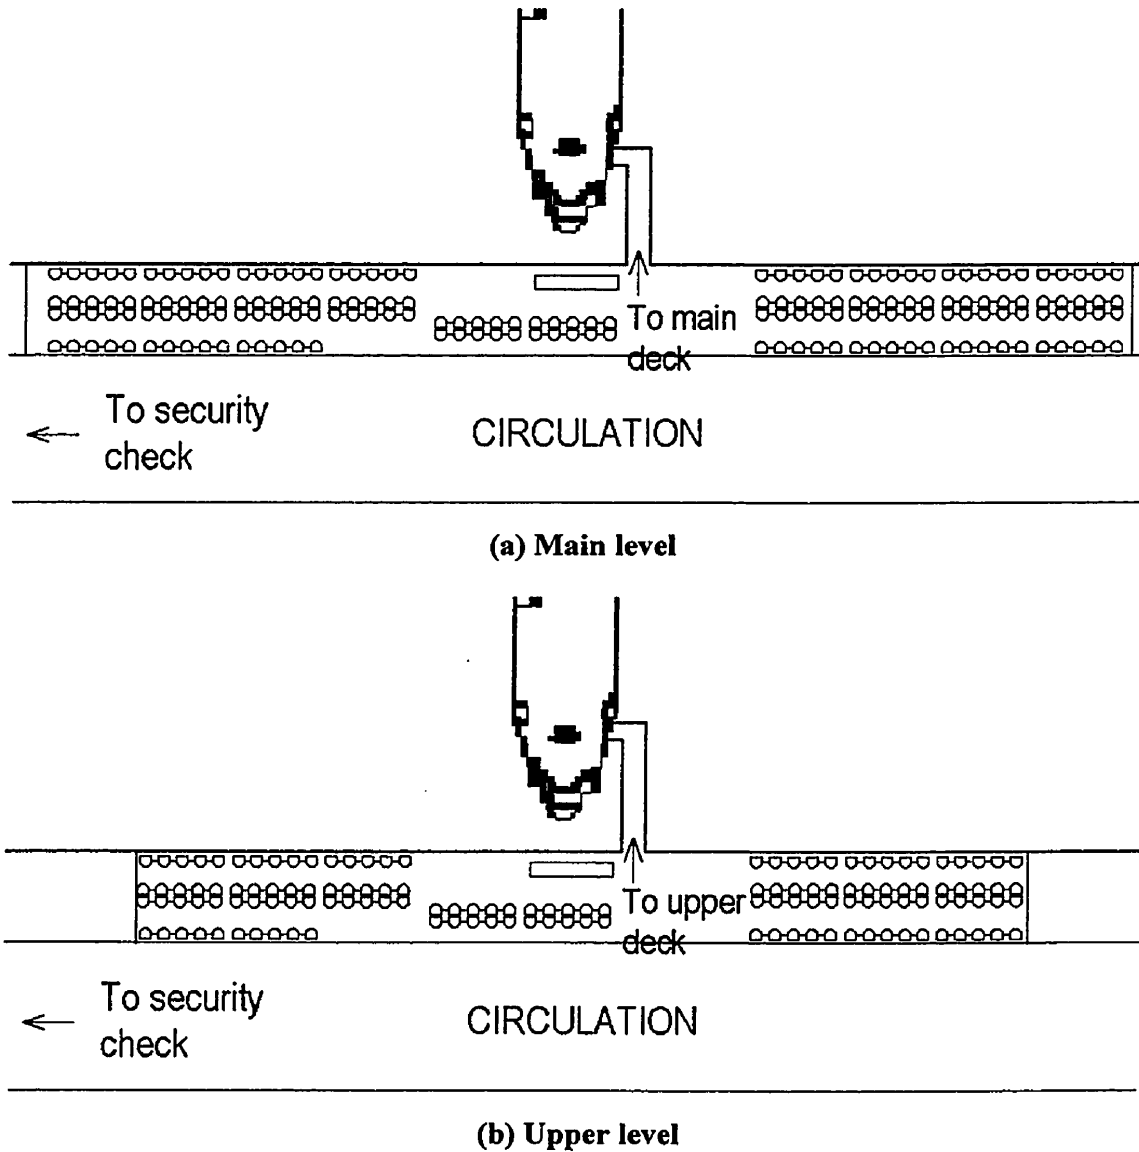 To main
deck
To security
check
CIRCULATION
(a) Main level
To upper
deck
To security
check
CIRCULATION
(b) Upper level